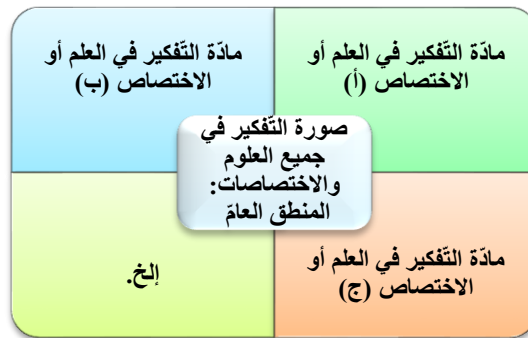 مادّة التّفكير في العلم أو
الاختصاص (أ)
مادّة التّفكير في العلم أو
الاختصاص (ب)
صورة التّفكير في
جميع العلوم
والاختصاصات:
المنطق العامّ
مادّة التّفكير في العلم أو
الاختصاص (ج)
إلخ.